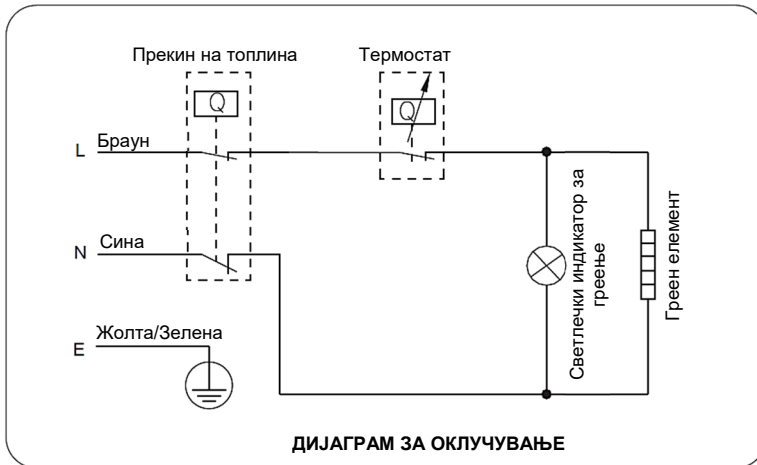 Прекин на топлина
Термостат
Q
Q
L
Браун
N
Сина
E
Жолта/Зелена
Светлечки индикатор за
греење
Греен елемент
ДИЈАГРАМ ЗА ОКЛУЧУВАЊЕ